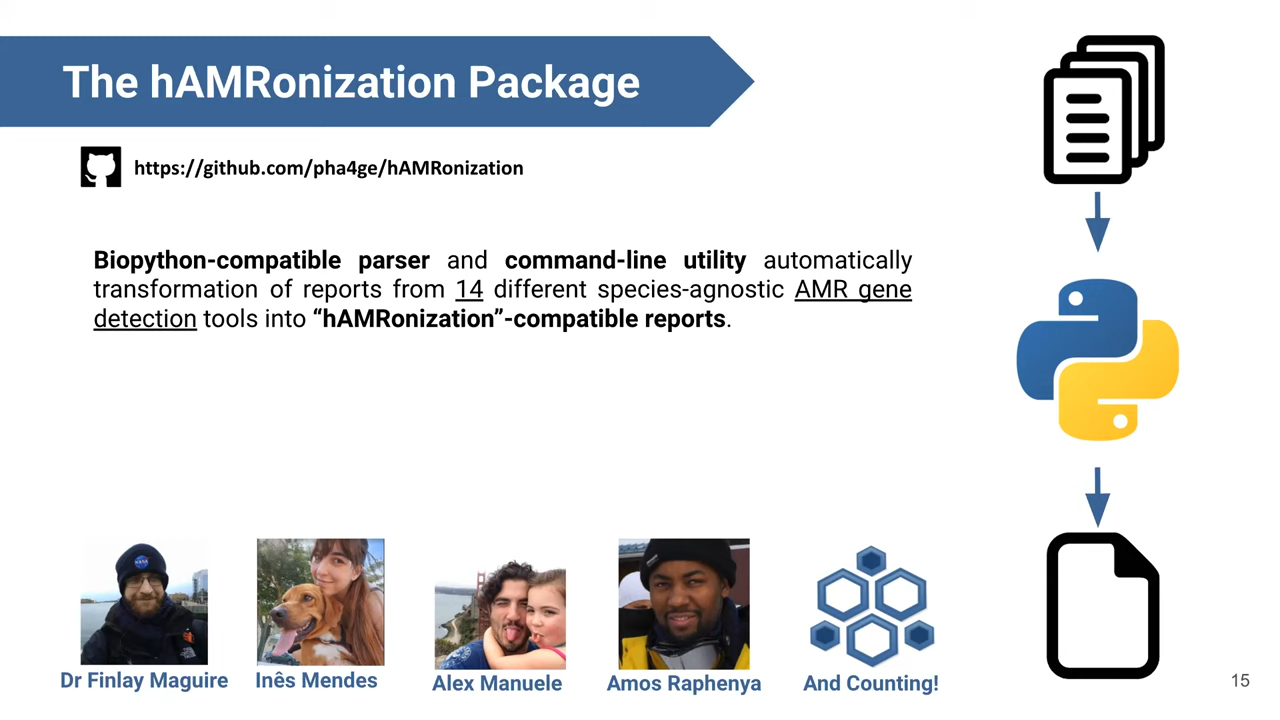 The hAMRonization Package
https://github.com/pha4ge/hAMRonization
Biopython-compatible parser and command-line utility automatically
transformation of reports from 14 different species-agnostic AMR gene
detection tools into “hAMRonization”-compatible reports.
NASA
Dr Finlay Maguire
Inês Mendes
Alex Manuele
Amos Raphenya
And Counting!
15